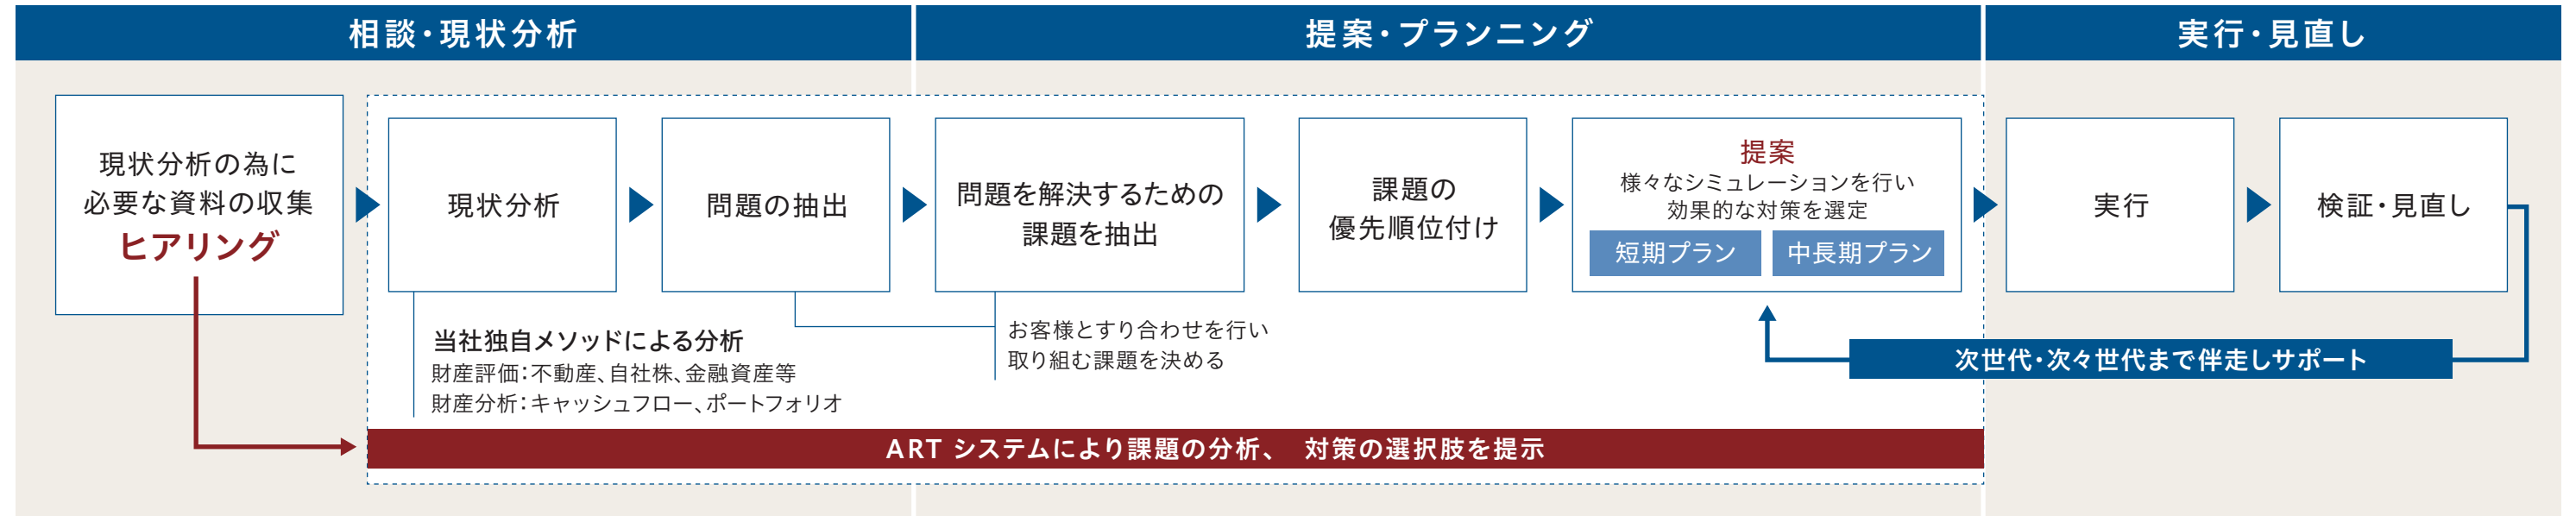 相談・現状分析
提案・プランニング
実行・見直し
現状分析の為に
必要な資料の収集
ヒアリング
現状分析
問題の抽出
問題を解決するための
課題を抽出
課題の
優先順位付け
提案
様々なシミュレーションを行い
効果的な対策を選定
短期プラン
中長期プラン
実行
検証・見直し
当社独自メソッドによる分析
財産評価：不動産、自社株、金融資産等
財産分析：キャッシュフロー、ポートフォリオ
お客様とすり合わせを行い
取り組む課題を決める
次世代・次々世代まで伴走しサポート
ART システムにより課題の分析、 対策の選択肢を提示